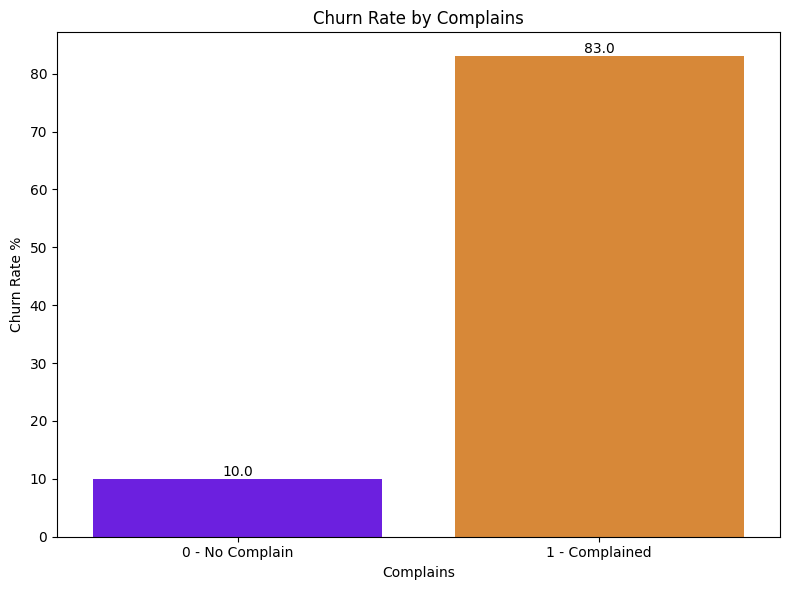 Churn Rate by Complains
83.0
80
70
60
50
40
30
20
10
0
Churn Rate %
10.0
0 - No Complain
1 - Complained
Complains